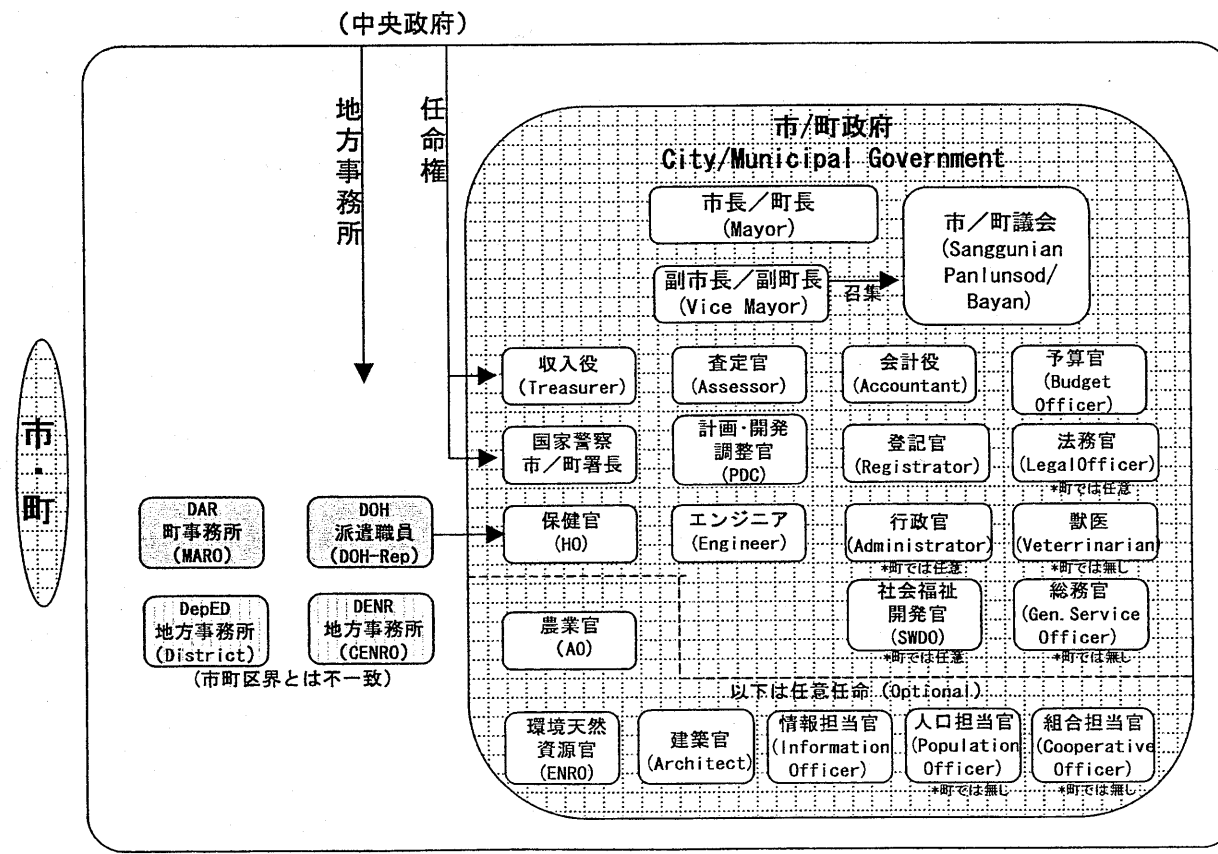 (中央政府)
地方事務所
任命権
市/町政府
City/Municipal Government
市長／町長
(Mayor)
市／町議会
(Sanggunian
Panlunsod/
Bayan)
副市長／副町長
(Vice Mayor)
召集
収入役
(Treasurer)
査定官
(Assessor)
会計役
(Accountant)
予算官
(Budget
Officer)
国家警察
市／町署長
計画・開発
調整官
(PDC)
登記官
(Registrator)
法務官
(LegalOfficer)
*町では任意
市・町
DAR
町事務所
(MARO)
DOH
派遣職員
(DOH-Rep)
保健官
(HO)
エンジニア
(Engineer)
行政官
(Administrator)
*町では任意
獣医
(Veterrinarian)
*町では無し
DepED
地方事務所
(District)
DENR
地方事務所
(CENRO)
(市町区界とは不一致)
農業官
(AO)
社会福祉
開発官
(SWDO)
*町では任意
総務官
(Gen.Service
Officer)
*町では無し
以下は任意任命 (Optional)
環境天然
資源官
(ENRO)
建築官
(Architect)
情報担当官
(Information
Officer)
人口担当官
(Population
Officer)
*町では無し
組合担当官
(Cooperative
Officer)
*町では無し